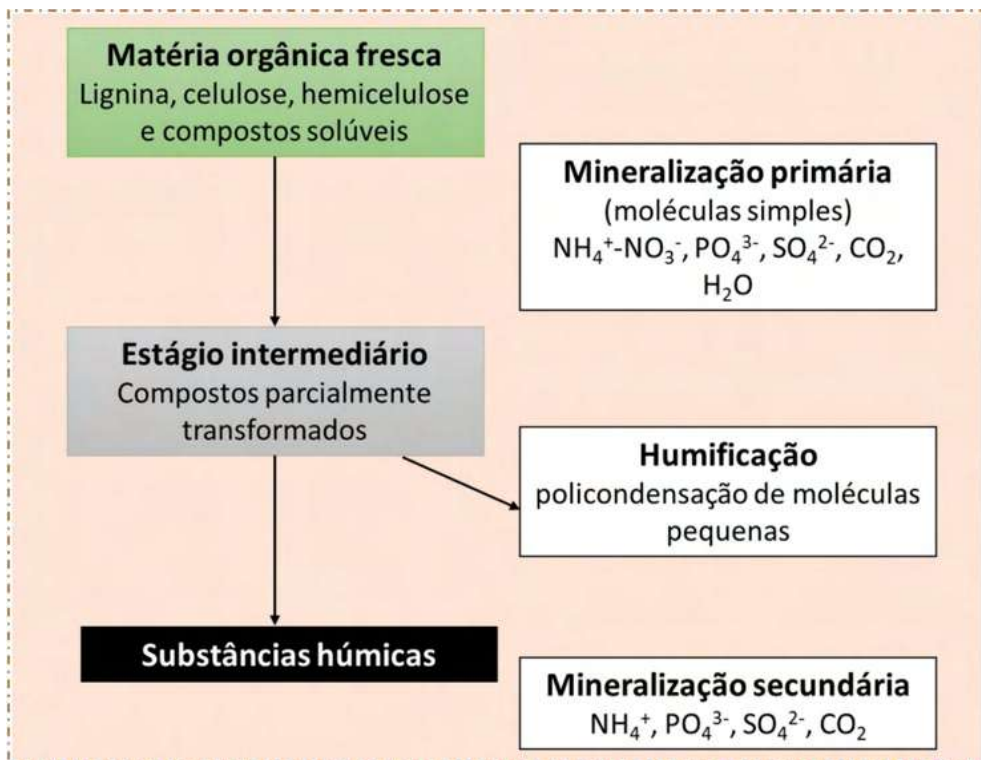 Matéria orgânica fresca
Lignina, celulose, hemicelulose
e compostos solúveis
Mineralização primária
(moléculas simples)
NH₄⁺-NO₃⁻, PO₄³⁻, SO₄²⁻, CO₂,
H₂O
Estágio intermediário
Compostos parcialmente
transformados
Humificação
policondensação de moléculas
pequenas
Substâncias húmicas
Mineralização secundária
NH₄⁺, PO₄³⁻, SO₄²⁻, CO₂